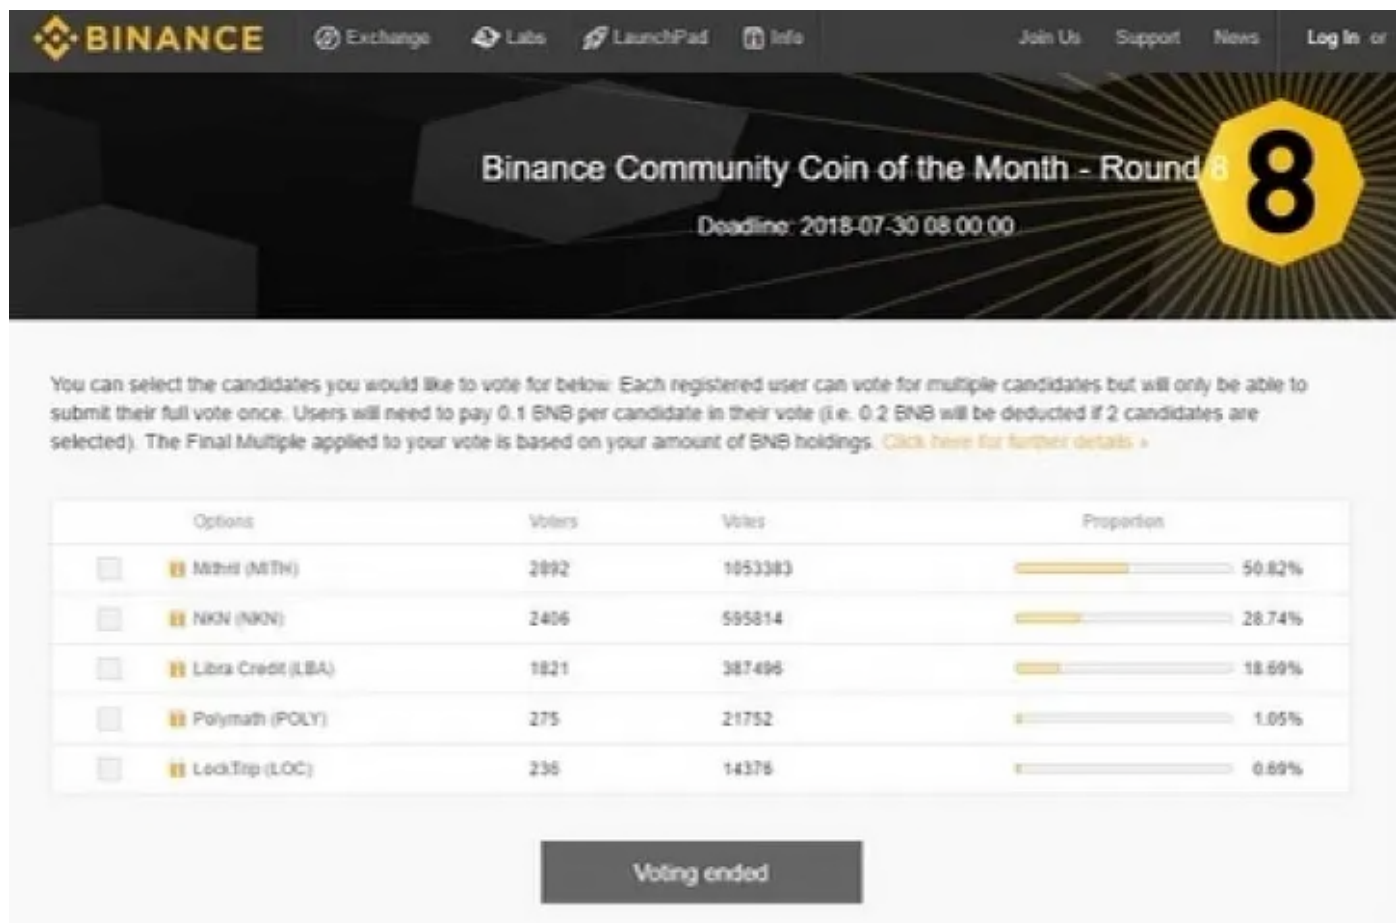 BINANCE Exchange Labs LaunchPad Info Join Us Support News Log In or
Binance Community Coin of the Month - Round 8
8
Deadline: 2018-07-30 08:00:00
You can select the candidates you would like to vote for below. Each registered user can vote for multiple candidates but will only be able to
submit their full vote once. Users will need to pay 0.1 BNB per candidate in their vote (i.e. 0.2 BNB will be deducted if 2 candidates are
selected). The Final Multiple applied to your vote is based on your amount of BNB holdings. Click here for further details »
Options Voters Votes Proportion
Mithril (MITH) 2892 1053383 50.82%
NKN (NKN) 2406 595814 28.74%
Libra Credit (LBA) 1821 387496 18.69%
Polymath (POLY) 275 21752 1.05%
LockTrip (LOC) 236 14376 0.69%
Voting ended